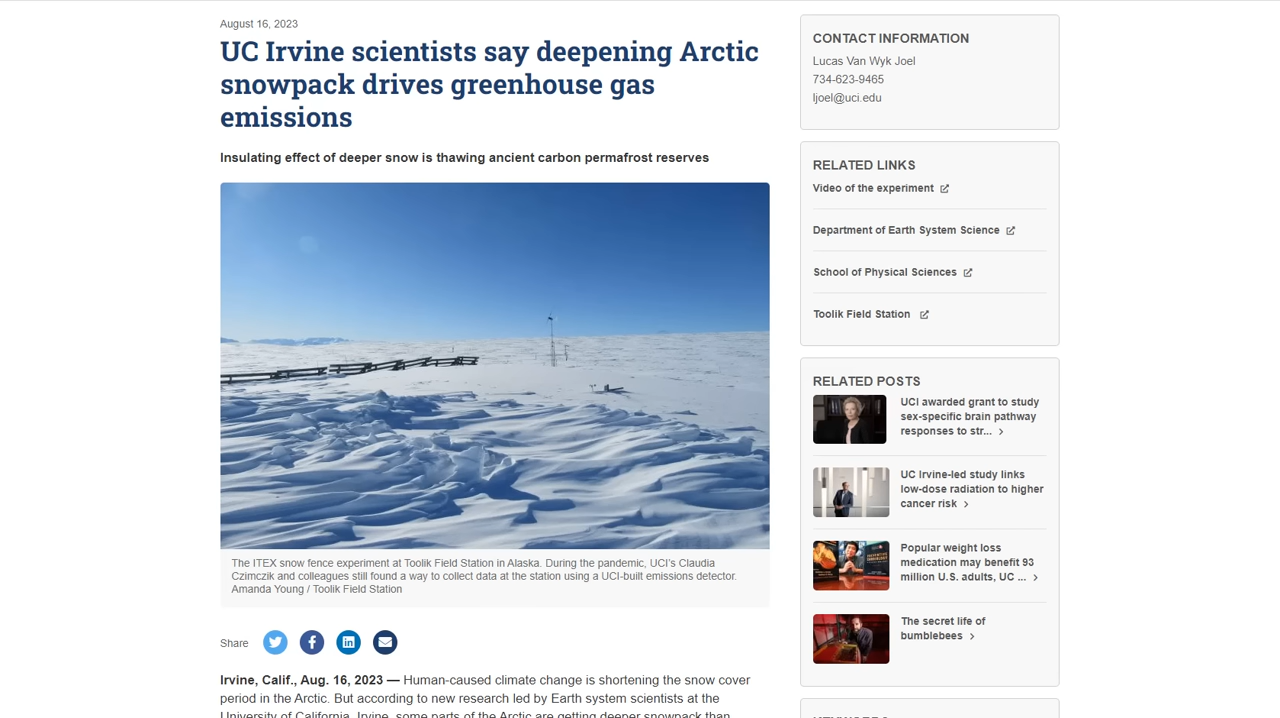 August 16, 2023
UC Irvine scientists say deepening Arctic
snowpack drives greenhouse gas
emissions
Insulating effect of deeper snow is thawing ancient carbon permafrost reserves
The ITEX snow fence experiment at Toolik Field Station in Alaska. During the pandemic, UCI's Claudia
Czimczik and colleagues still found a way to collect data at the station using a UCI-built emissions detector.
Amanda Young / Toolik Field Station
Share
Irvine, Calif., Aug. 16, 2023 — Human-caused climate change is shortening the snow cover
period in the Arctic. But according to new research led by Earth system scientists at the
University of California, Irvine, some parts of the Arctic are getting deeper snowpack than
CONTACT INFORMATION
Lucas Van Wyk Joel
734-623-9465
ljoel@uci.edu
RELATED LINKS
Video of the experiment
Department of Earth System Science
School of Physical Sciences
Toolik Field Station
RELATED POSTS
UCI awarded grant to study
sex-specific brain pathway
responses to str...
UC Irvine-led study links
low-dose radiation to higher
cancer risk
Popular weight loss
medication may benefit 93
million U.S. adults, UC ...
The secret life of
bumblebees